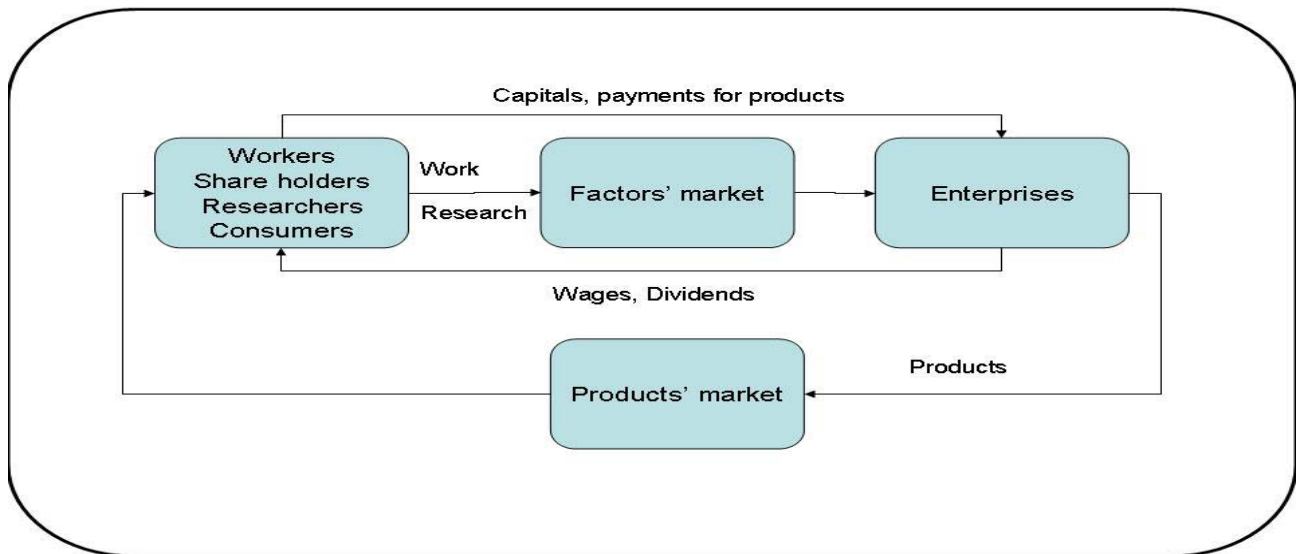 Capitals, payments for products
Workers
Share holders
Researchers
Consumers
Work
Research
Factors' market
Enterprises
Wages, Dividends
Products' market
Products